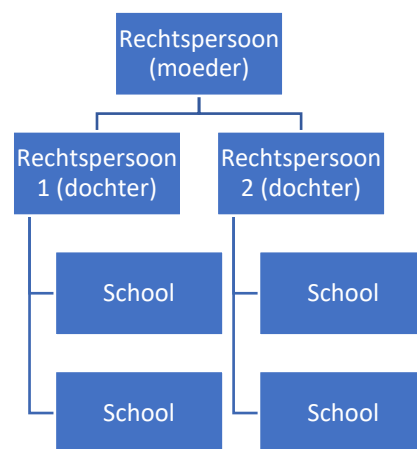 Rechtspersoon
(moeder)
Rechtspersoon
1 (dochter)
Rechtspersoon
2 (dochter)
School
School
School
School